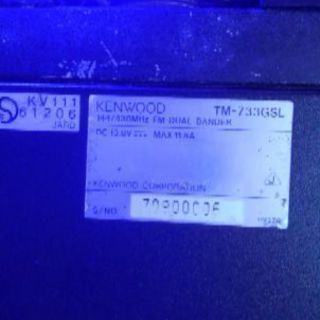 KV111
61206
JARD
KENWOOD TM-733GSL
144/430MHz FM DUAL BANDER
DC 13.8V MAX 11.5A
KENWOOD CORPORATION
S/NO.